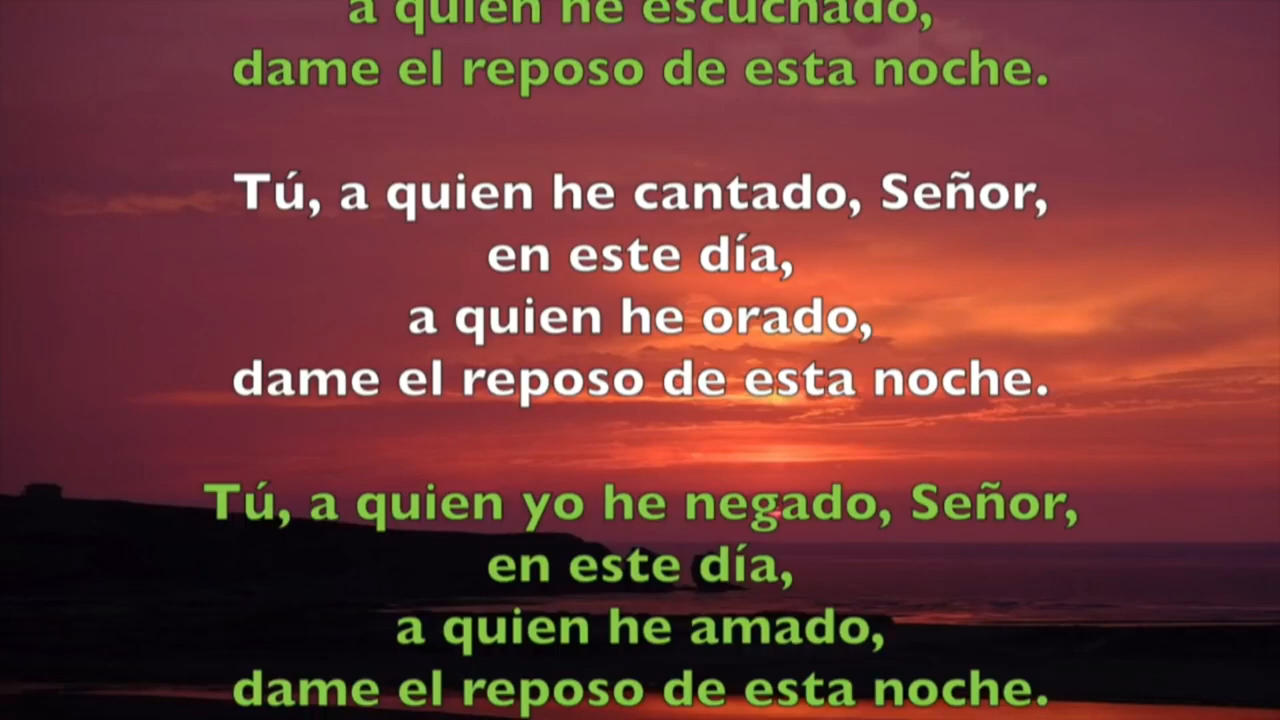 a quien he escuchado,
dame el reposo de esta noche.
Tú, a quien he cantado, Señor,
en este día,
a quien he orado,
dame el reposo de esta noche.
Tú, a quien yo he negado, Señor,
en este día,
a quien he amado,
dame el reposo de esta noche.